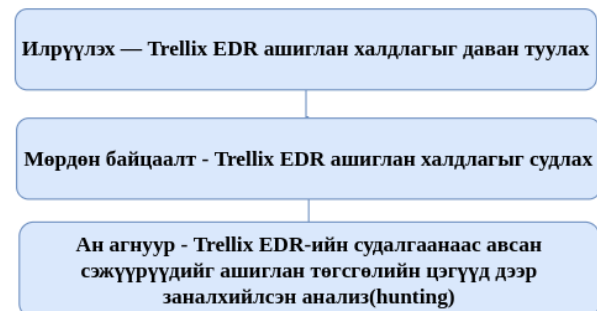 Илрүүлэх — Trellix EDR ашиглан халдлагыг даван туулах
Мөрдөн байцаалт - Trellix EDR ашиглан халдлагыг судлах
Ан агнуур - Trellix EDR-ийн судалгаанаас авсан
сэжүүрүүдийг ашиглан төгсгөлийн цэгүүд дээр
заналхийлсэн анализ(hunting)